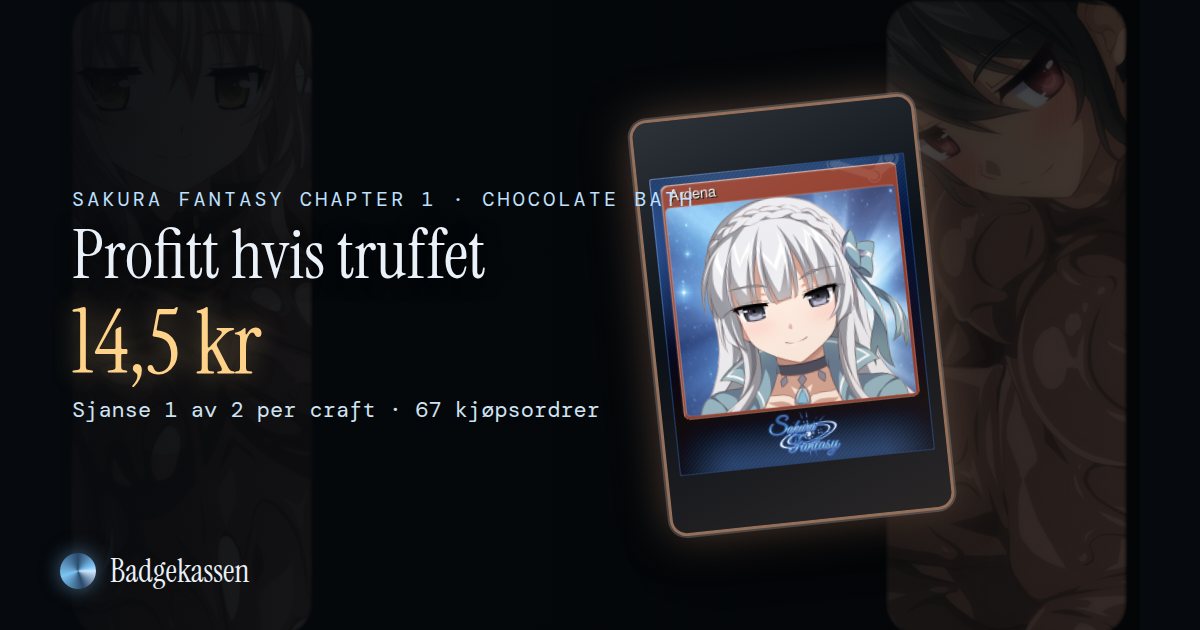 SAKURA FANTASY CHAPTER 1 · CHOCOLATE BATH
Profitt hvis truffet
14,5 kr
Sjanse 1 av 2 per craft · 67 kjøpsordrer
Badgekassen
Ardena
Sakura
Fantasy